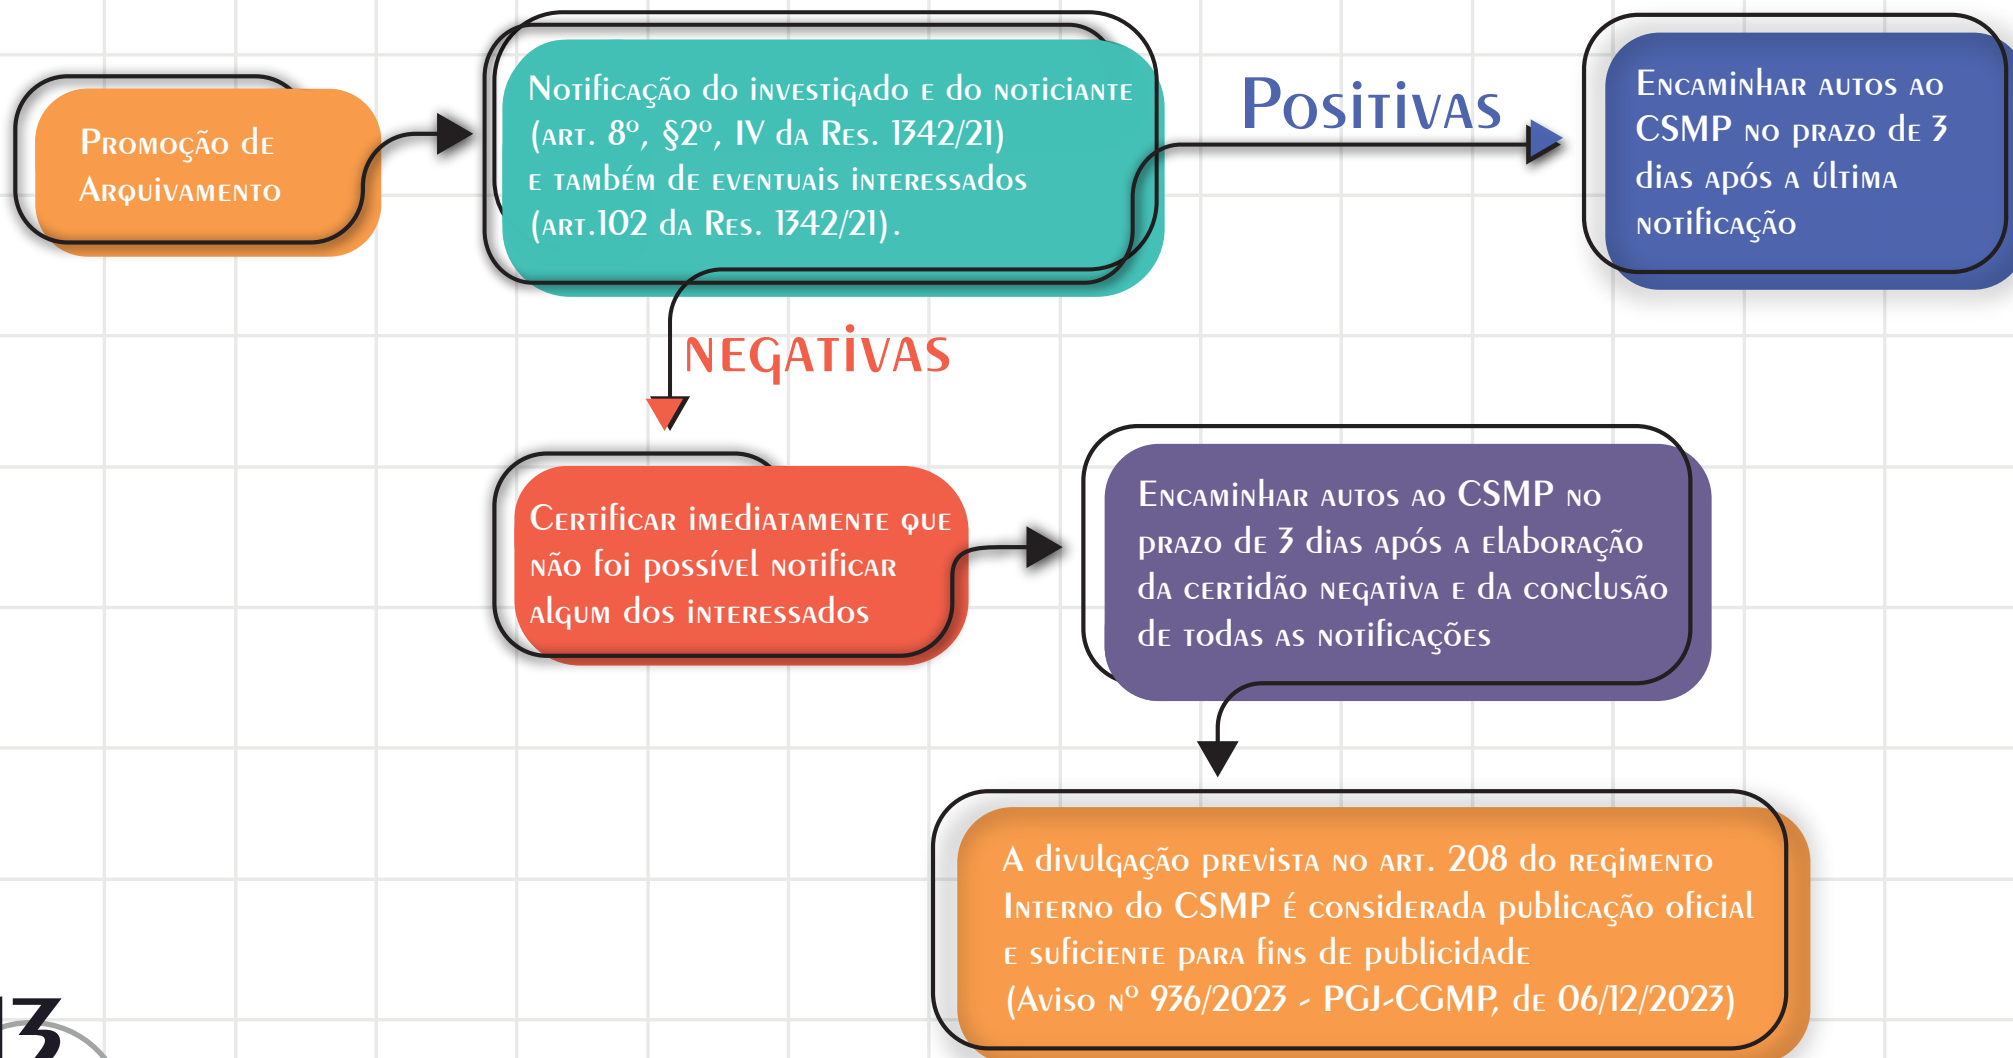 Promoção de
Arquivamento
Notificação do investigado e do noticiante
(art. 8º, §2º, IV da Res. 1342/21)
e também de eventuais interessados
(art.102 da Res. 1342/21).
Positivas
Encaminhar autos ao
CSMP no prazo de 3
dias após a última
notificação
negativas
Certificar imediatamente que
não foi possível notificar
algum dos interessados
Encaminhar autos ao CSMP no
prazo de 3 dias após a elaboração
da certidão negativa e da conclusão
de todas as notificações
A divulgação prevista no art. 208 do regimento
Interno do CSMP é considerada publicação oficial
e suficiente para fins de publicidade
(Aviso nº 936/2023 - PGJ-CGMP, de 06/12/2023)
13